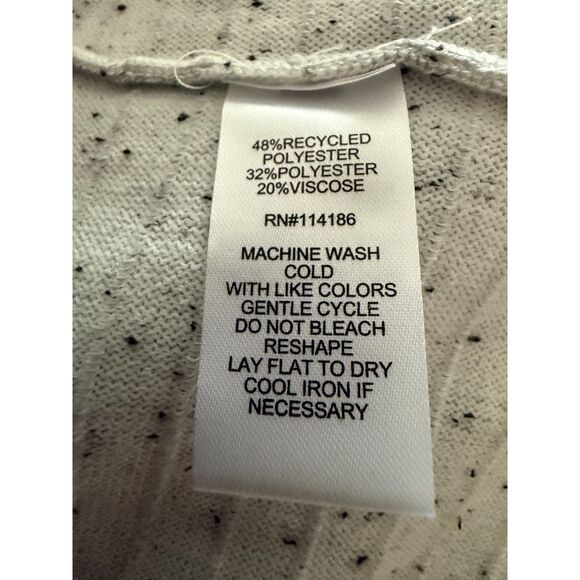 48%RECYCLED
POLYESTER
32%POLYESTER
20%VISCOSE
RN#114186
MACHINE WASH
COLD
WITH LIKE COLORS
GENTLE CYCLE
DO NOT BLEACH
RESHAPE
LAY FLAT TO DRY
COOL IRON IF
NECESSARY